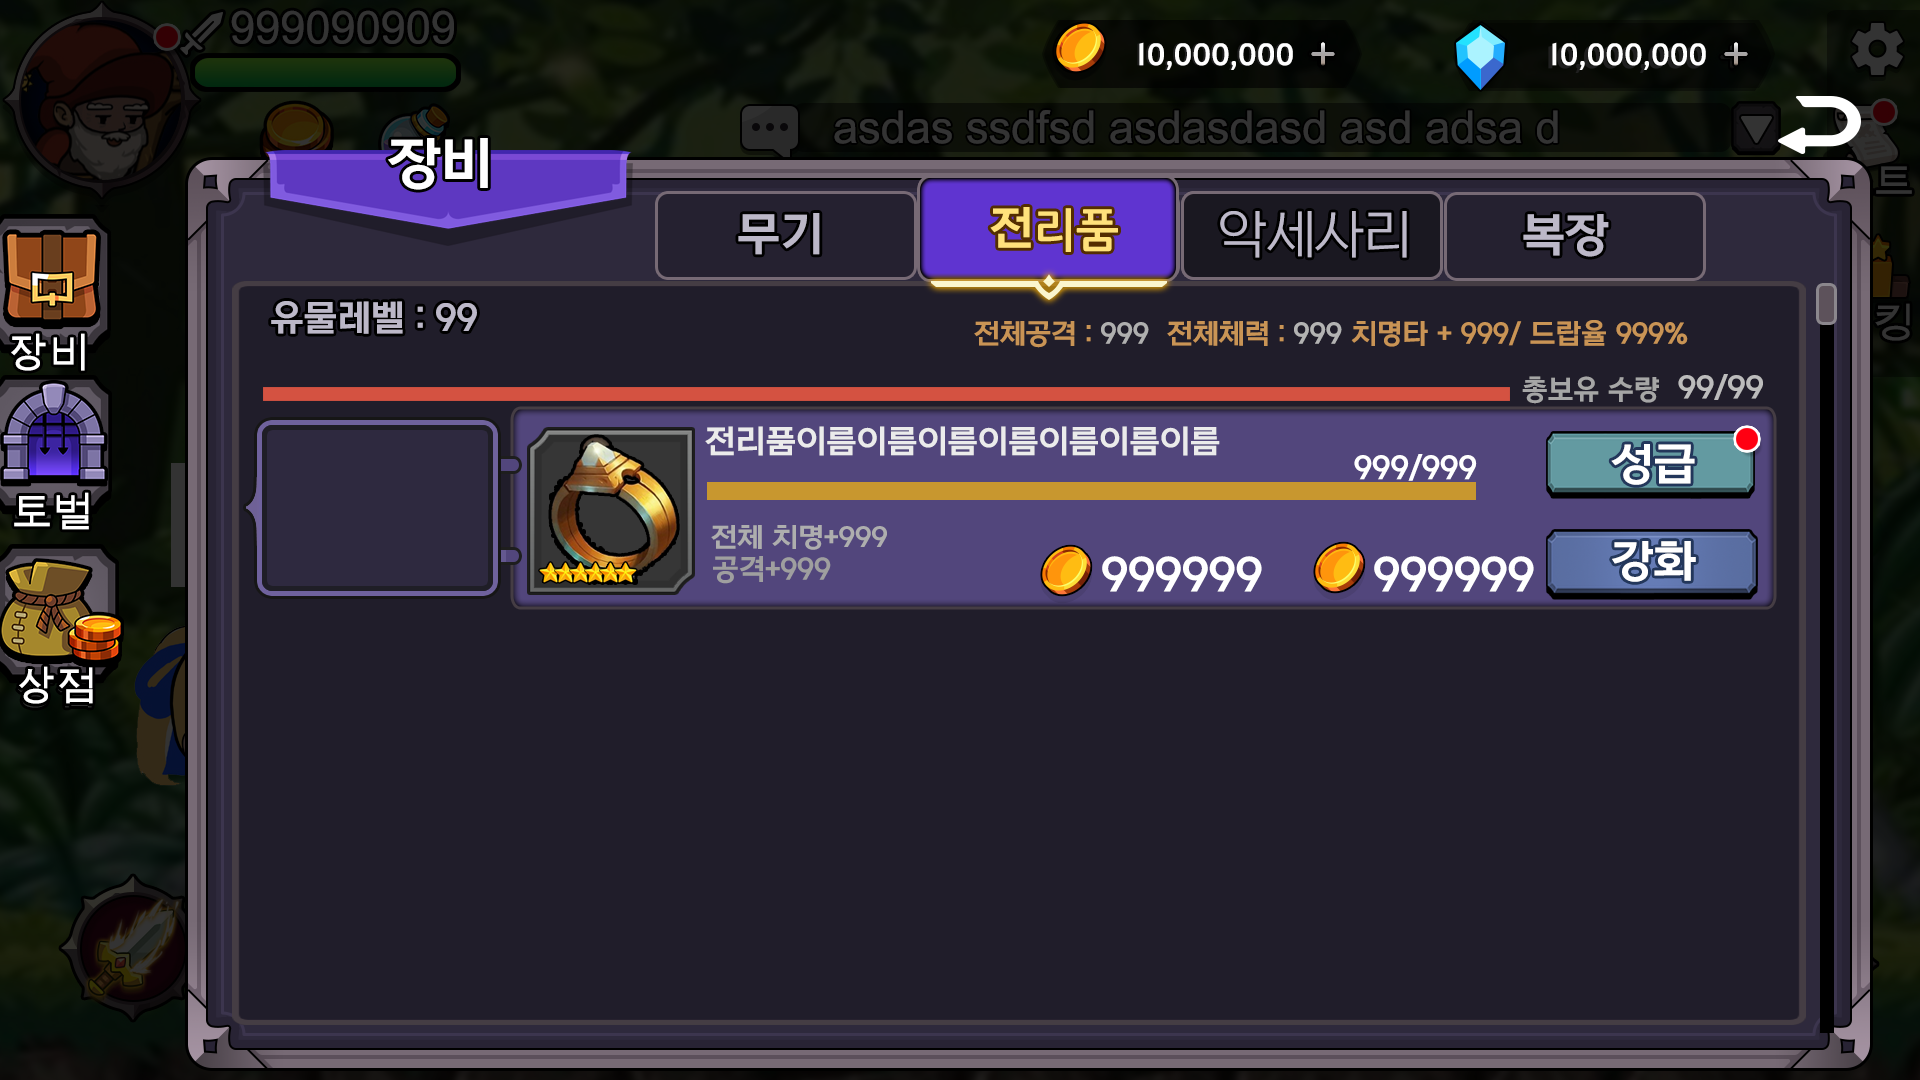 999090909
10,000,000 +
10,000,000 +
asdas ssdfsd asdasdasd asd adsa d
장비
무기
전리품
악세사리
복장
트
킹
장비
토벌
상점
유물레벨 : 99
전체공격 : 999 전체체력 : 999 치명타 + 999/ 드랍율 999%
총보유 수량 99/99
전리품이름이름이름이름이름이름이름
999/999
성급
전체 치명+999
공격+999
999999
999999
강화